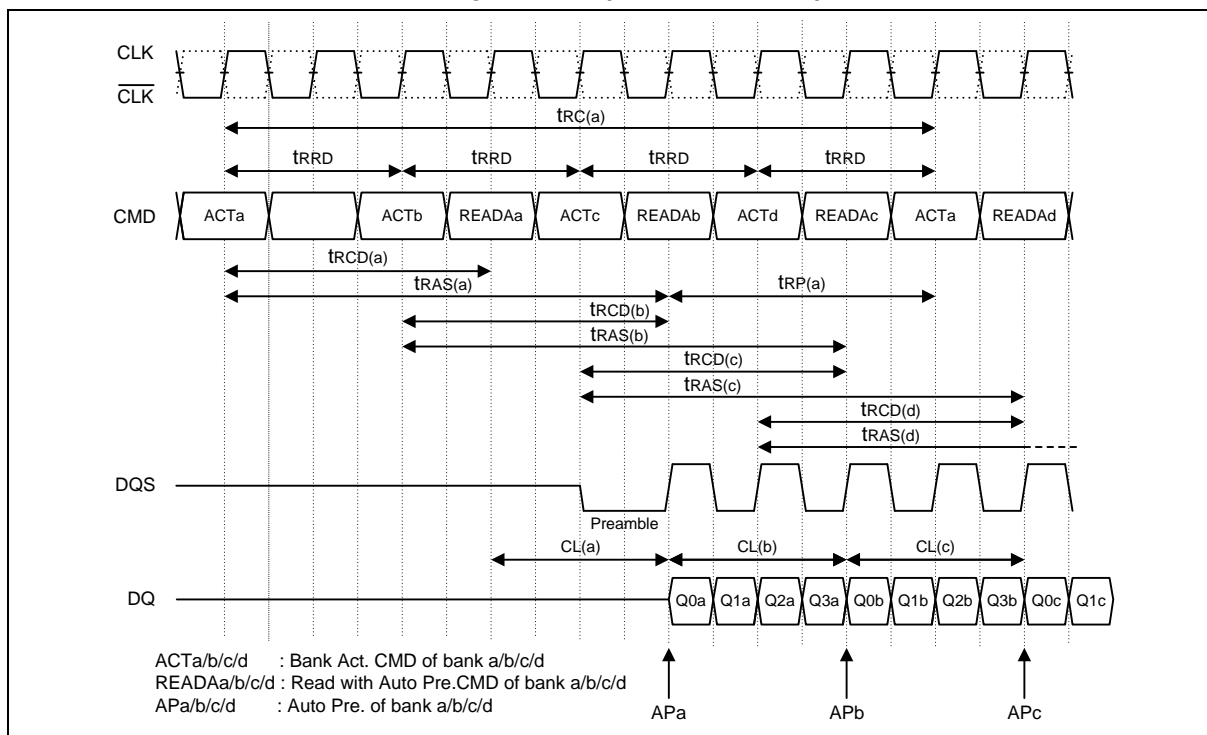 CLK
CLK
tRC(a)
tRRD tRRD tRRD tRRD
CMD ACTa ACTb READAa ACTc READAb ACTd READAc ACTa READAd
tRCD(a)
tRAS(a) tRP(a)
tRCD(b)
tRAS(b)
tRCD(c)
tRAS(c)
tRCD(d)
tRAS(d)
DQS
Preamble
CL(a) CL(b) CL(c)
DQ Q0a Q1a Q2a Q3a Q0b Q1b Q2b Q3b Q0c Q1c
ACTa/b/c/d : Bank Act. CMD of bank a/b/c/d
READAa/b/c/d : Read with Auto Pre.CMD of bank a/b/c/d
APa/b/c/d : Auto Pre. of bank a/b/c/d
APa APb APc